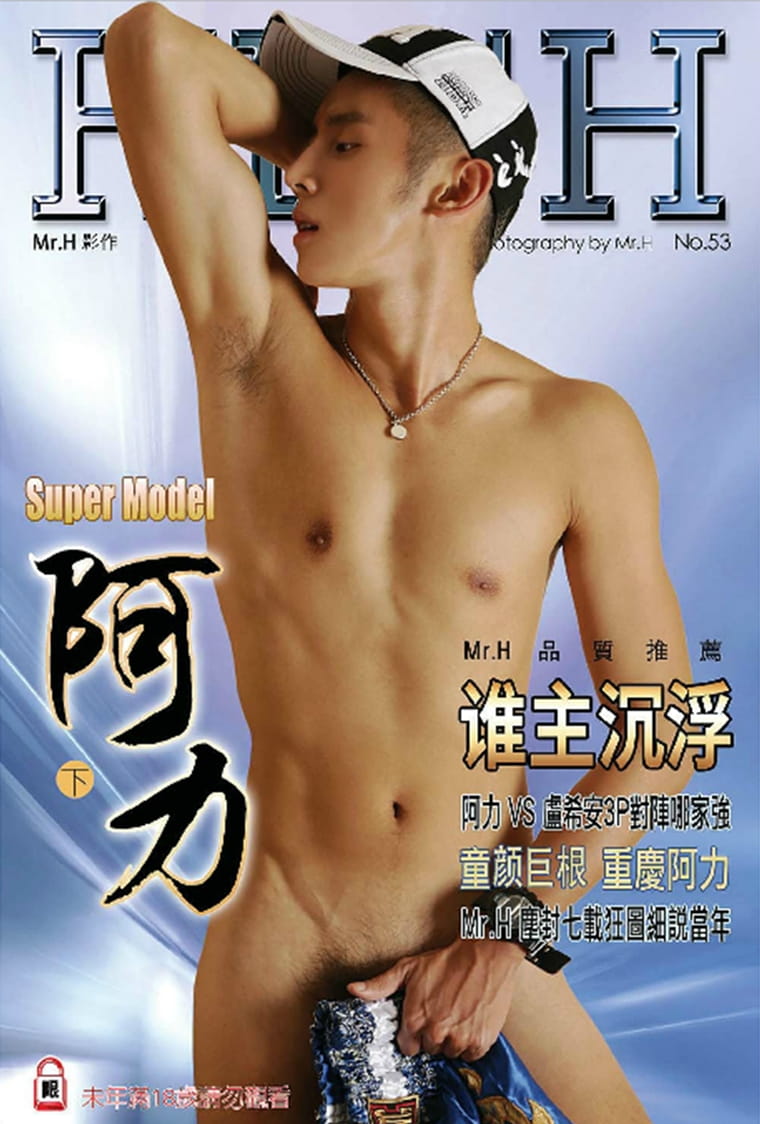 Mr.H 影作
otography by Mr.H No.53
Super Model
阿力
下
Mr.H 品質推薦
谁主沉浮
阿力 VS 盧希安3P對陣哪家強
童颜巨根 重慶阿力
Mr.H 塵封七載狂圖細說當年
眼
未年满18歲請勿觀看